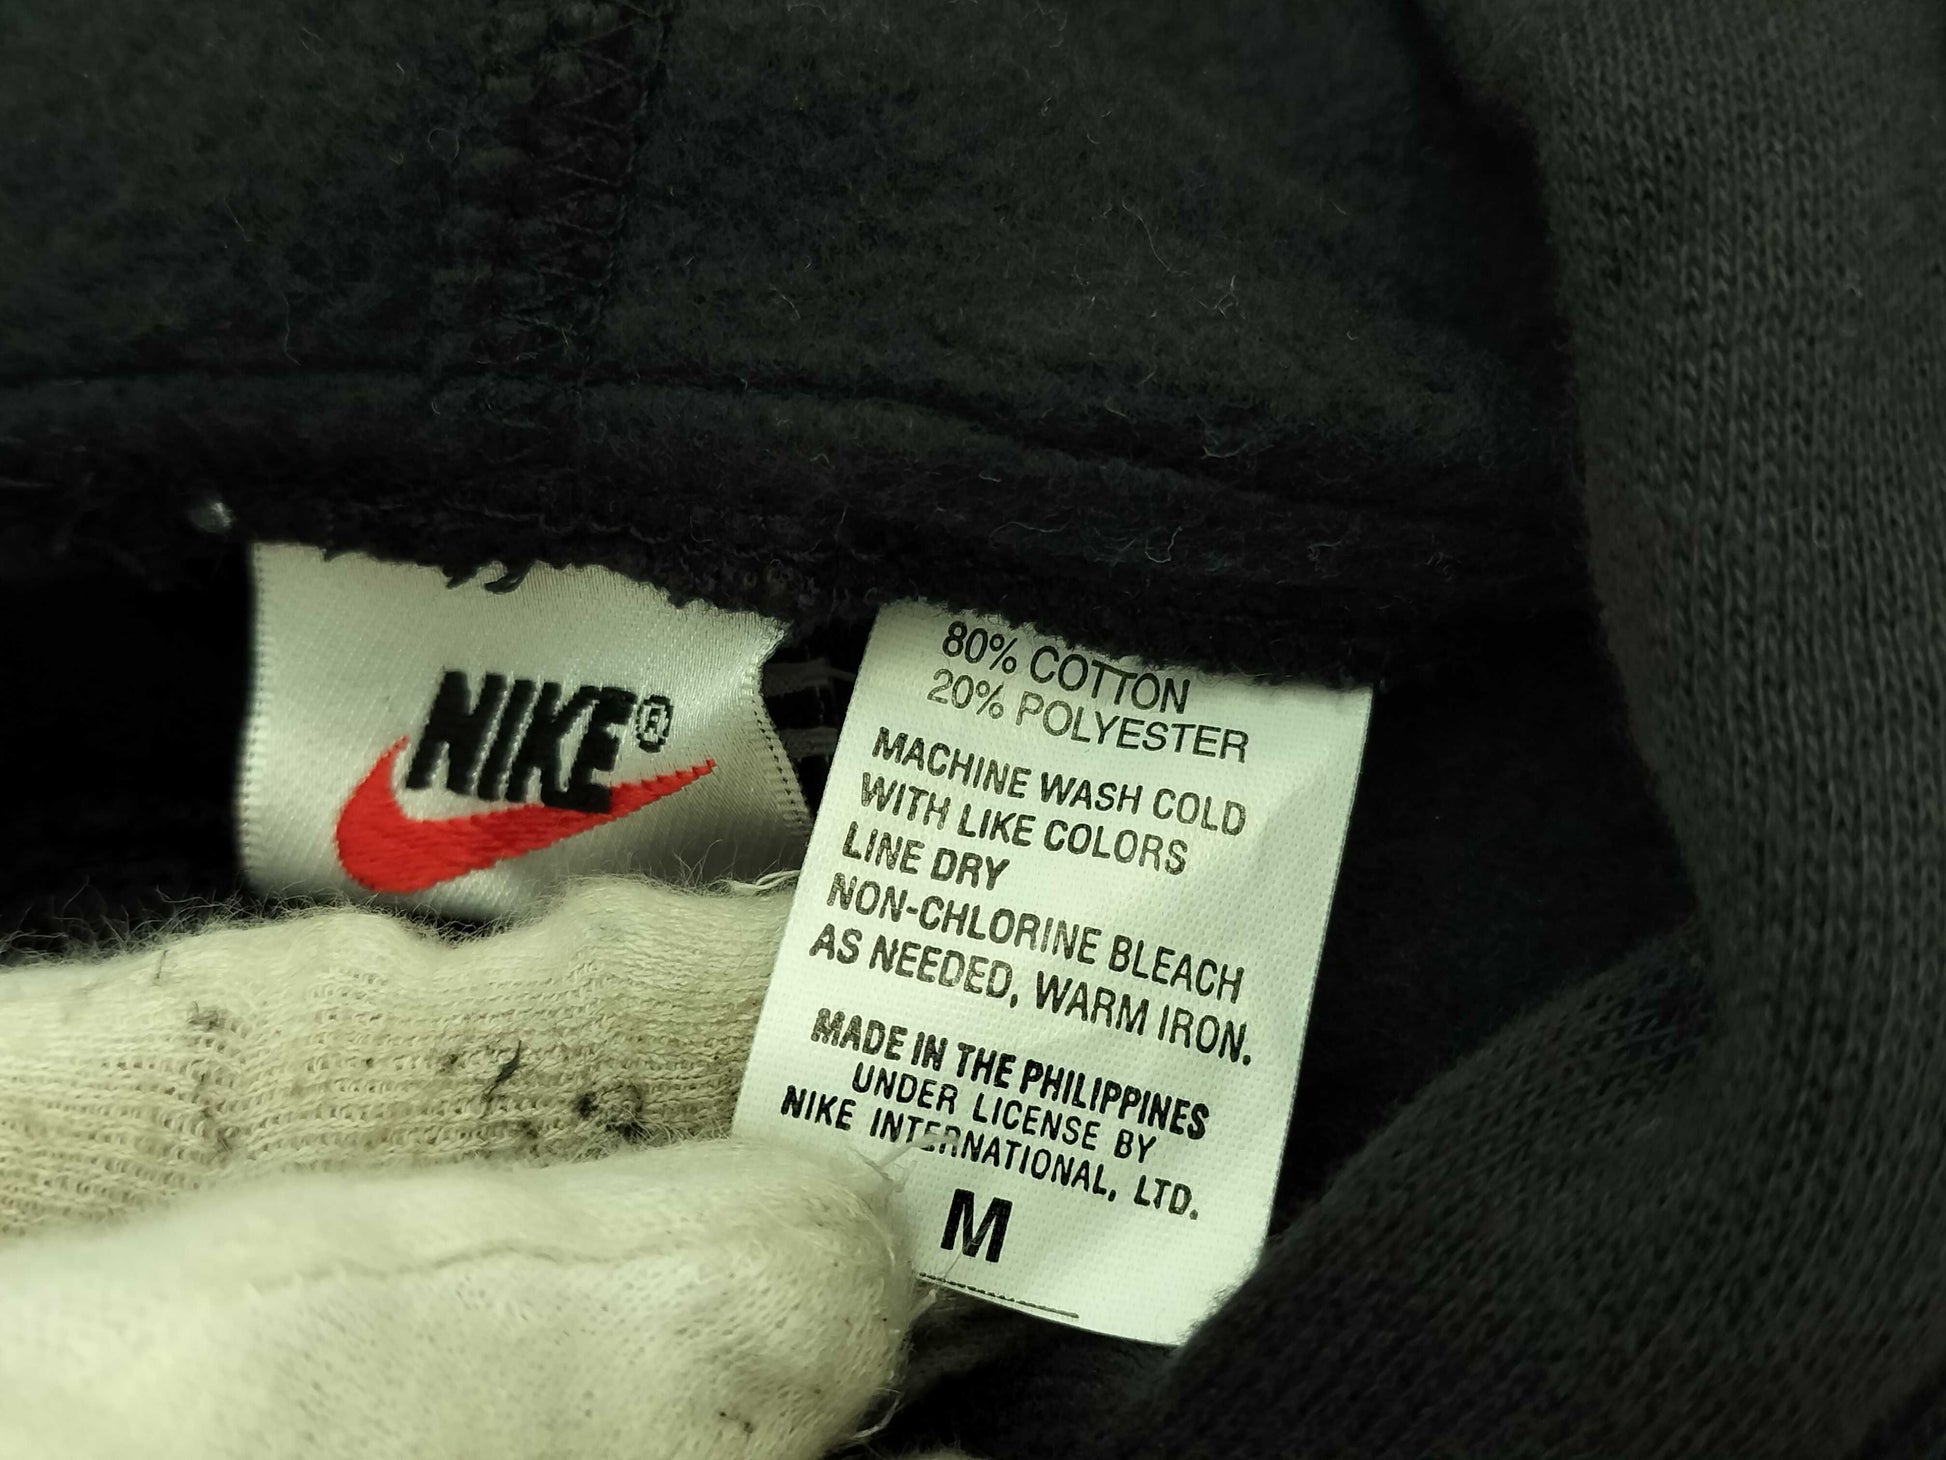 NIKE®
80% COTTON
20% POLYESTER
MACHINE WASH COLD
WITH LIKE COLORS
LINE DRY
NON-CHLORINE BLEACH
AS NEEDED, WARM IRON.
MADE IN THE PHILIPPINES
UNDER LICENSE BY
NIKE INTERNATIONAL, LTD.
M